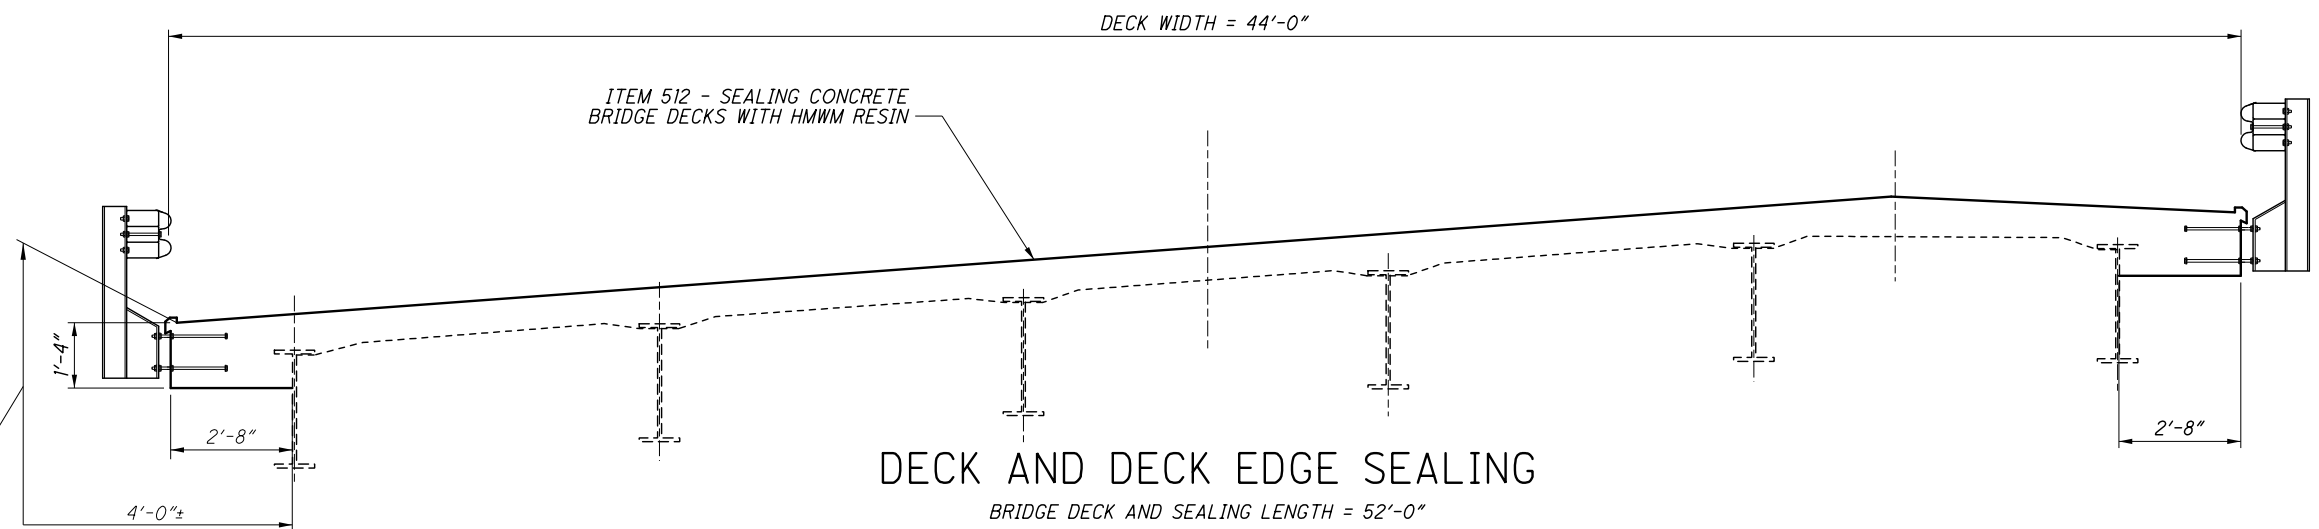 DECK WIDTH = 44'-0"
ITEM 512 - SEALING CONCRETE
BRIDGE DECKS WITH HMWM RESIN
1'-4"
2'-8"
2'-8"
4'-0"±
DECK AND DECK EDGE SEALING
BRIDGE DECK AND SEALING LENGTH = 52'-0"